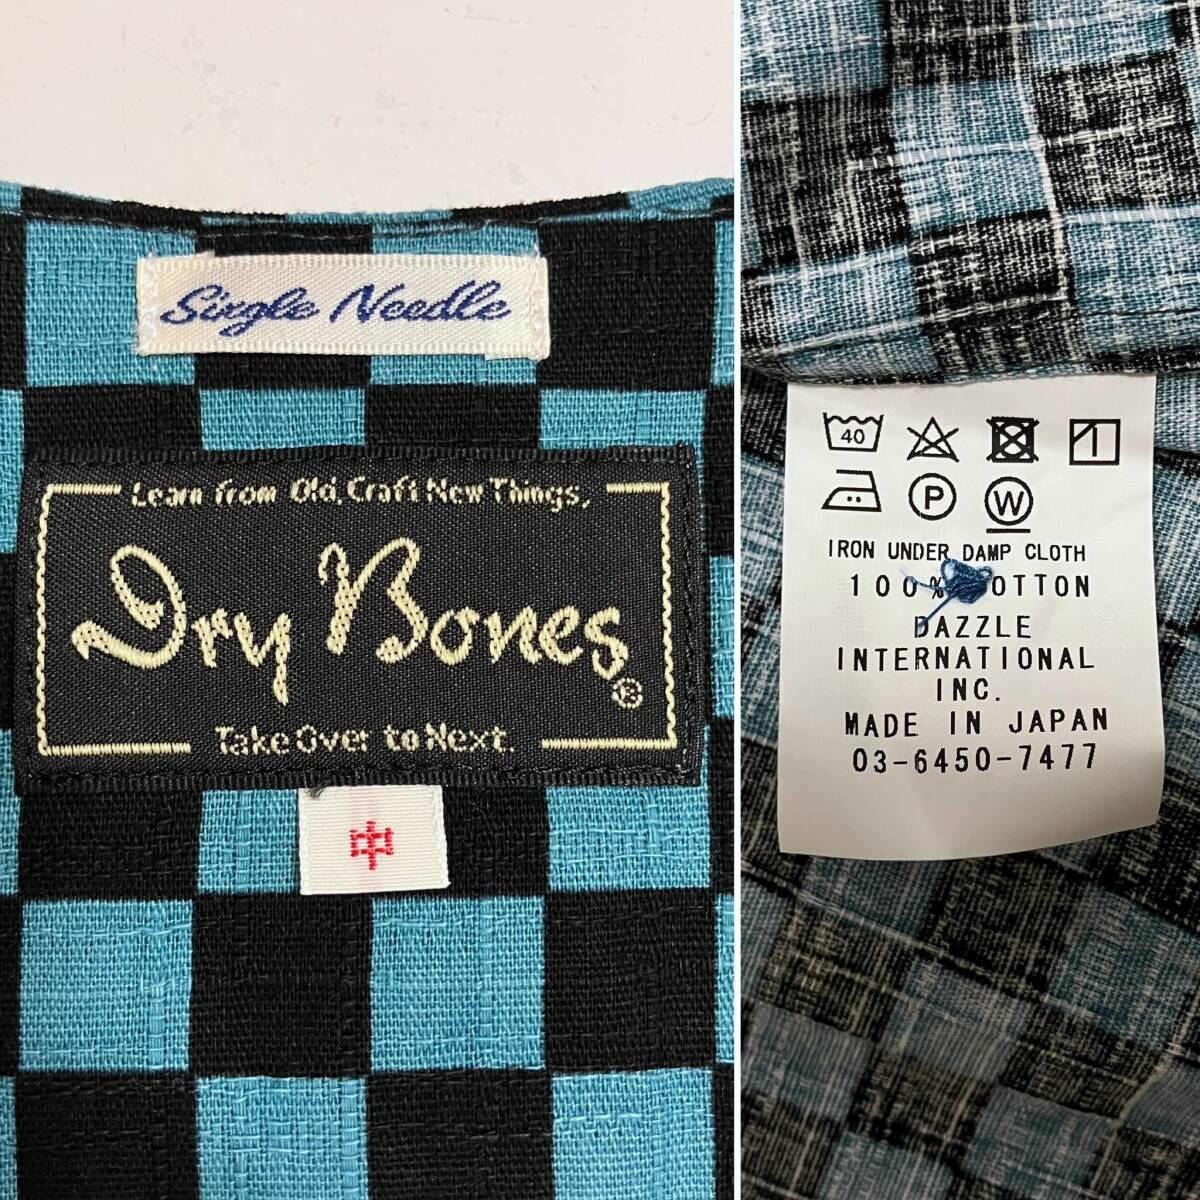 Single Needle
Learn from Old, Craft New Things,
Dry Bones
®
Take Over to Next.
中
40
P
W
IRON UNDER DAMP CLOTH
100% COTTON
DAZZLE
INTERNATIONAL
INC.
MADE IN JAPAN
03-6450-7477